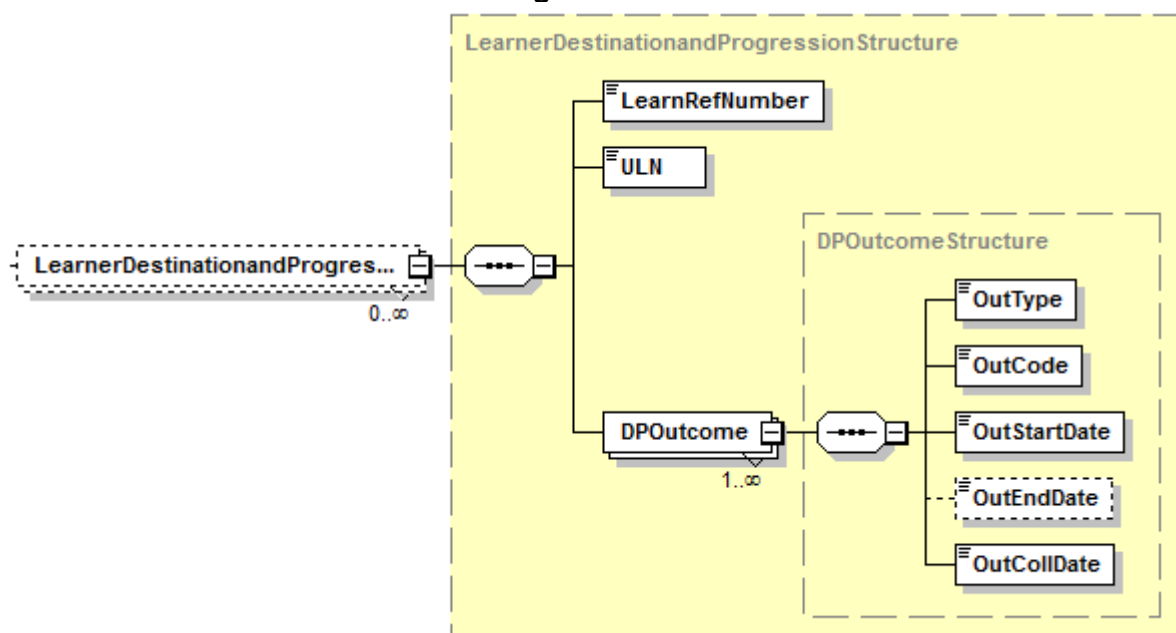 LearnerDestinationandProgressionStructure
LearnRefNumber
ULN
LearnerDestinationandProgres...
0..∞
DPOutcomeStructure
OutType
OutCode
DPOutcome
1..∞
OutStartDate
OutEndDate
OutCollDate